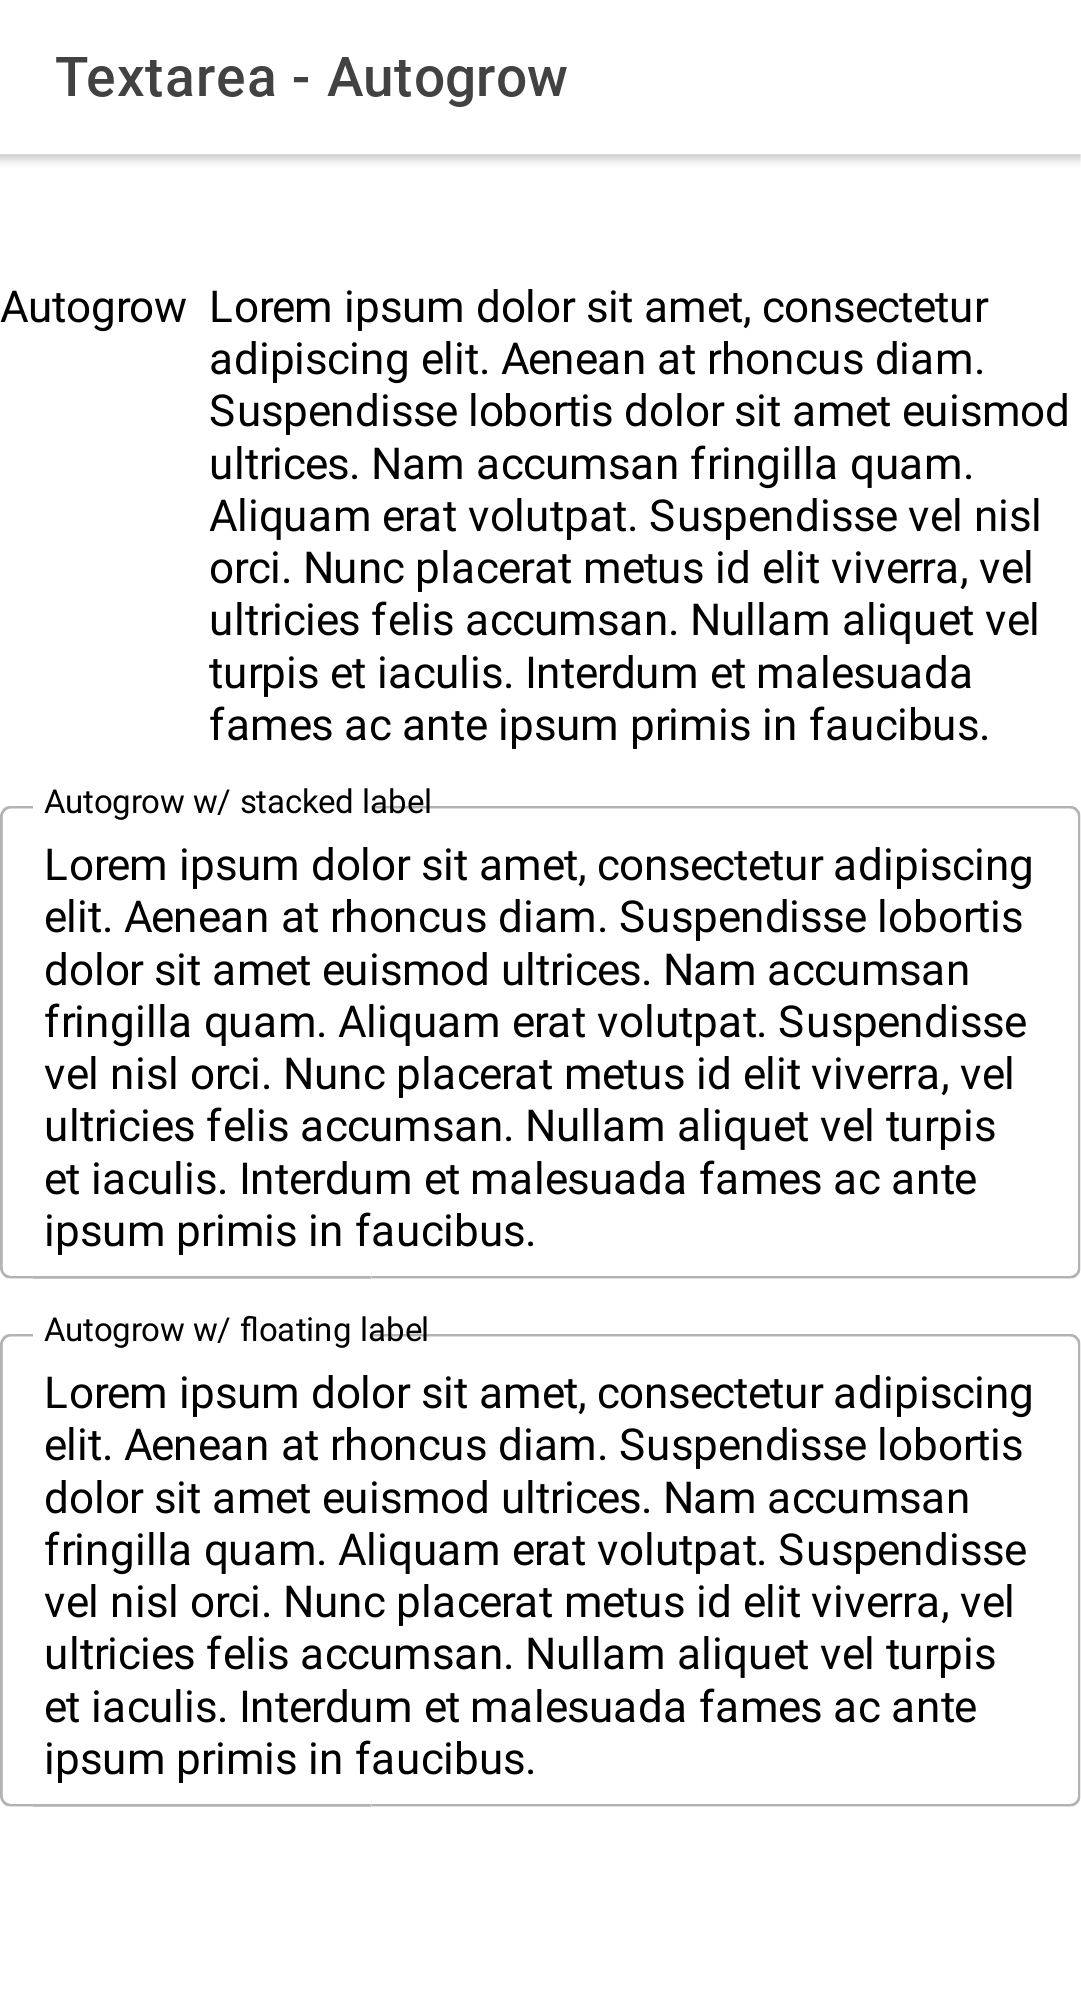 Textarea - Autogrow
Autogrow Lorem ipsum dolor sit amet, consectetur
adipiscing elit. Aenean at rhoncus diam.
Suspendisse lobortis dolor sit amet euismod
ultrices. Nam accumsan fringilla quam.
Aliquam erat volutpat. Suspendisse vel nisl
orci. Nunc placerat metus id elit viverra, vel
ultricies felis accumsan. Nullam aliquet vel
turpis et iaculis. Interdum et malesuada
fames ac ante ipsum primis in faucibus.
Autogrow w/ stacked label
Lorem ipsum dolor sit amet, consectetur adipiscing
elit. Aenean at rhoncus diam. Suspendisse lobortis
dolor sit amet euismod ultrices. Nam accumsan
fringilla quam. Aliquam erat volutpat. Suspendisse
vel nisl orci. Nunc placerat metus id elit viverra, vel
ultricies felis accumsan. Nullam aliquet vel turpis
et iaculis. Interdum et malesuada fames ac ante
ipsum primis in faucibus.
Autogrow w/ floating label
Lorem ipsum dolor sit amet, consectetur adipiscing
elit. Aenean at rhoncus diam. Suspendisse lobortis
dolor sit amet euismod ultrices. Nam accumsan
fringilla quam. Aliquam erat volutpat. Suspendisse
vel nisl orci. Nunc placerat metus id elit viverra, vel
ultricies felis accumsan. Nullam aliquet vel turpis
et iaculis. Interdum et malesuada fames ac ante
ipsum primis in faucibus.